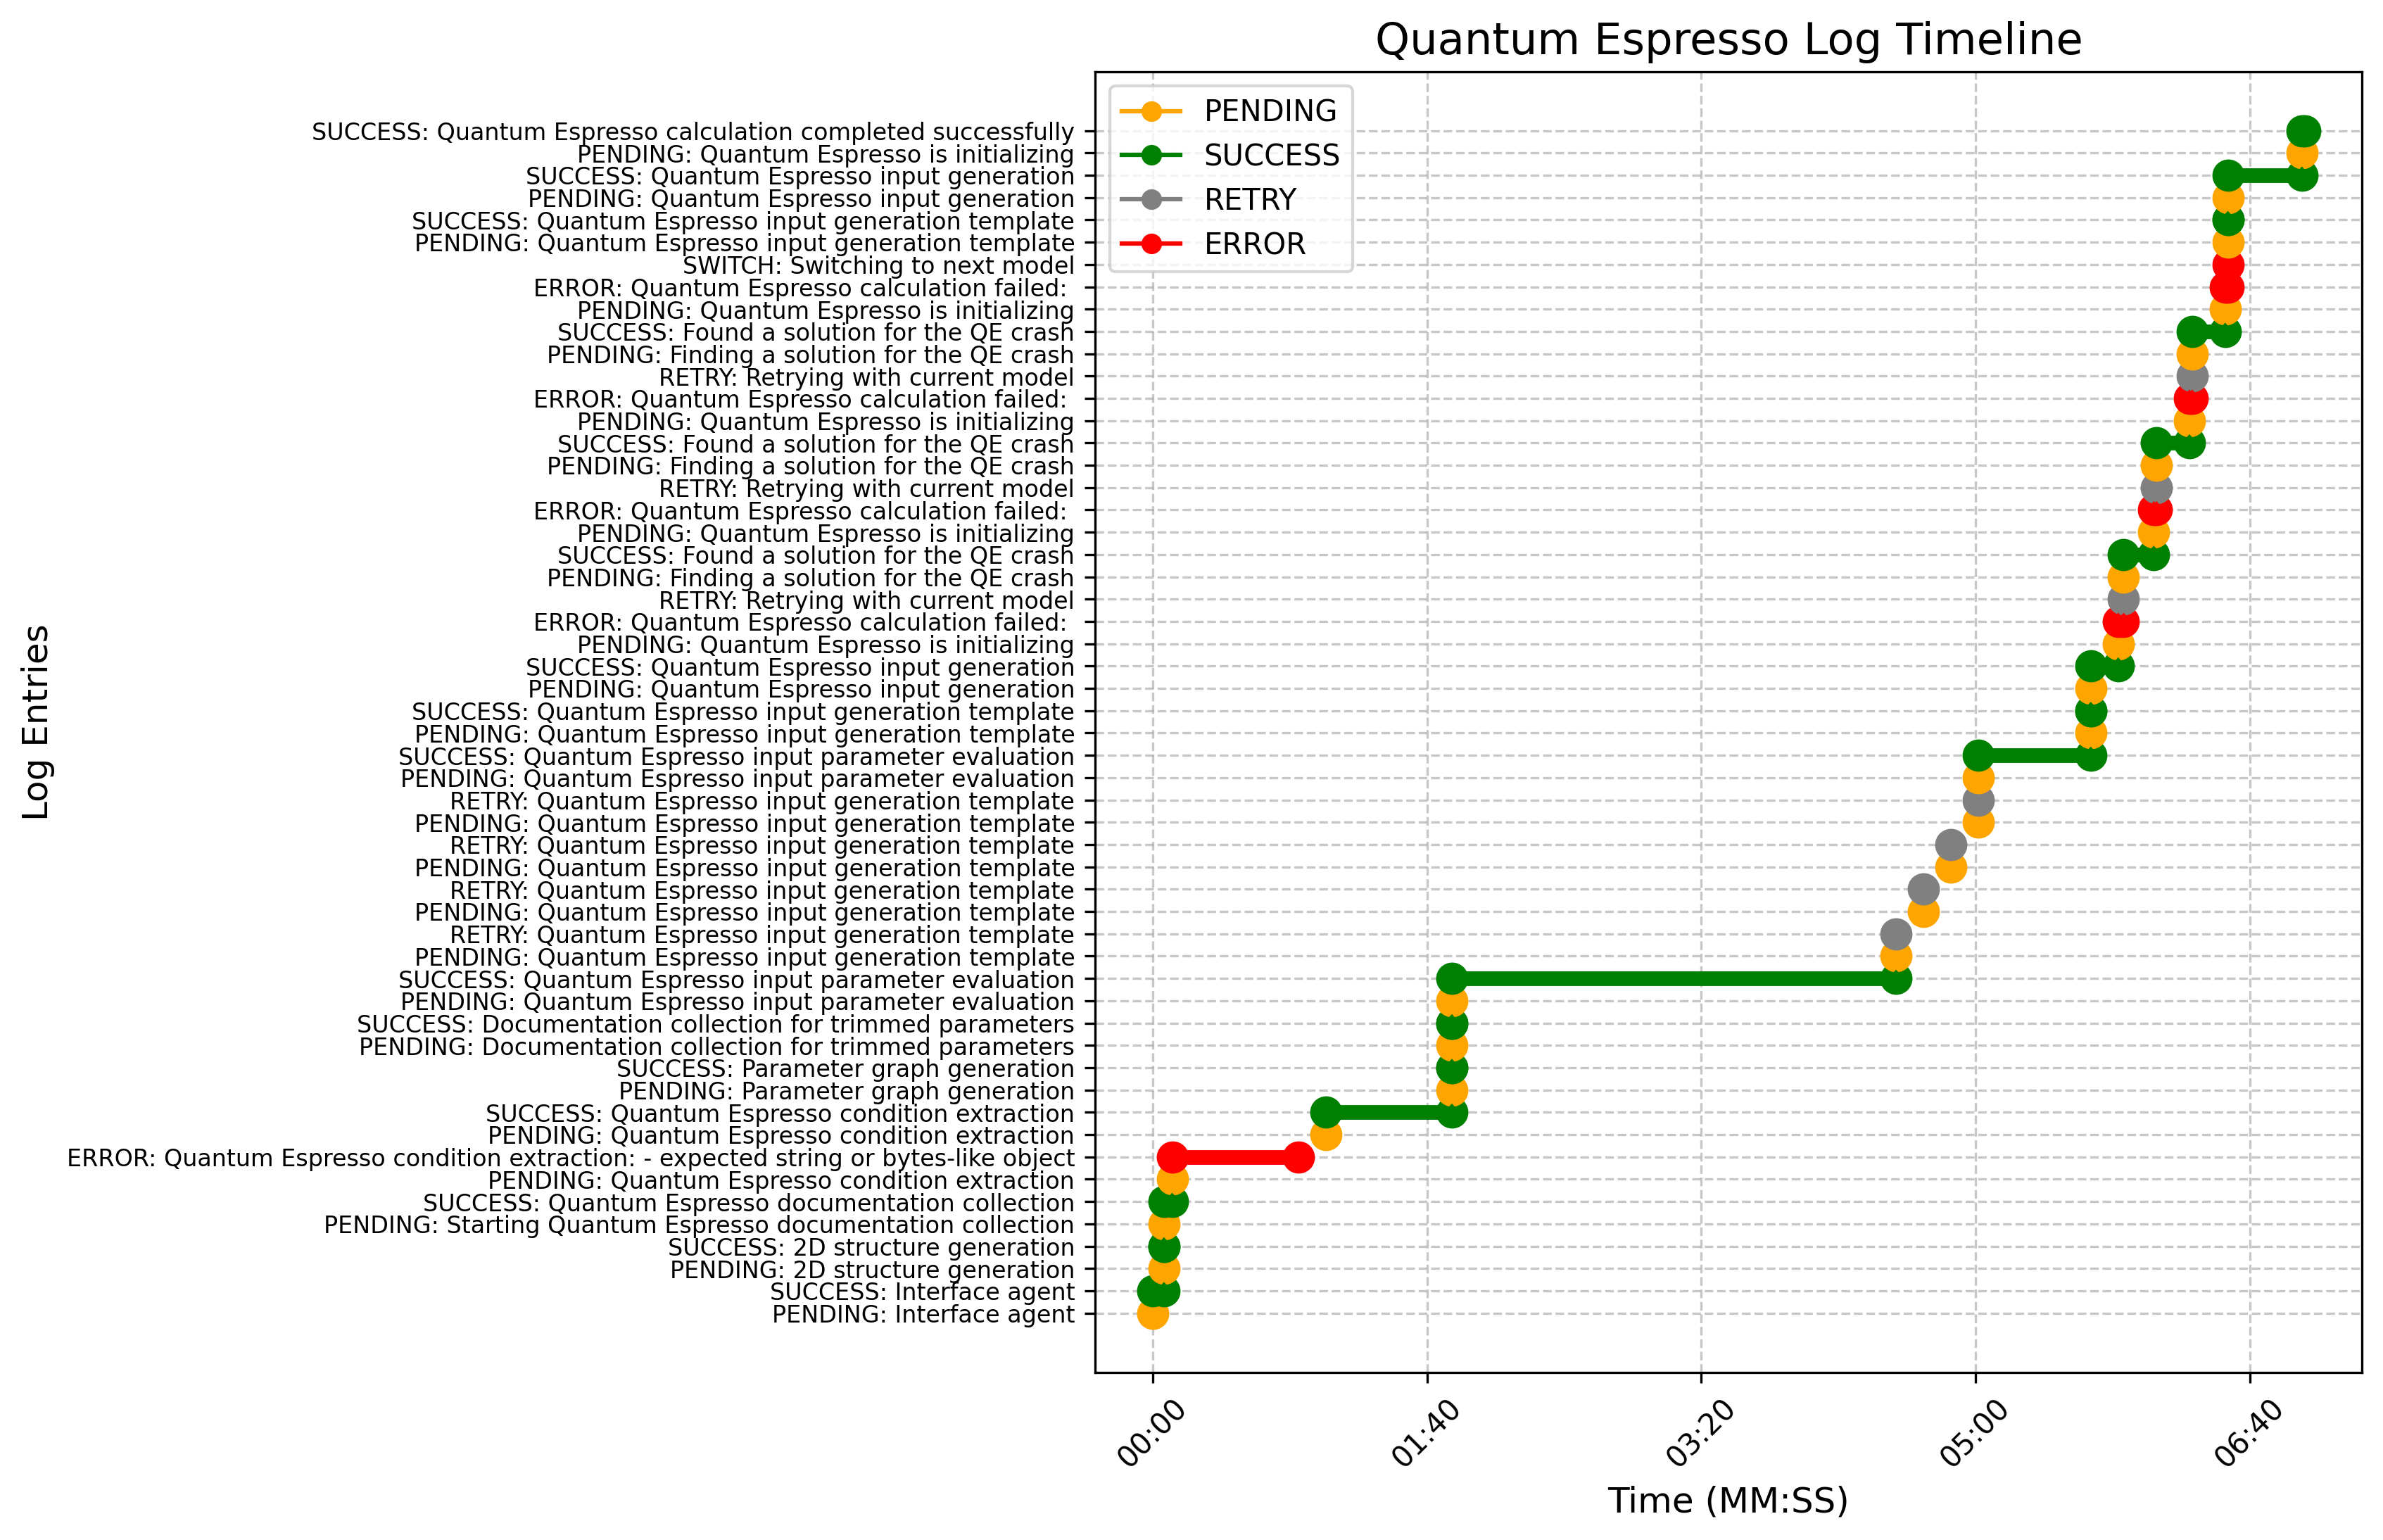 Quantum Espresso Log Timeline
PENDING
SUCCESS
RETRY
ERROR
SUCCESS: Quantum Espresso calculation completed successfully
PENDING: Quantum Espresso is initializing
SUCCESS: Quantum Espresso input generation
PENDING: Quantum Espresso input generation
SUCCESS: Quantum Espresso input generation template
PENDING: Quantum Espresso input generation template
SWITCH: Switching to next model
ERROR: Quantum Espresso calculation failed:
PENDING: Quantum Espresso is initializing
SUCCESS: Found a solution for the QE crash
PENDING: Finding a solution for the QE crash
RETRY: Retrying with current model
ERROR: Quantum Espresso calculation failed:
PENDING: Quantum Espresso is initializing
SUCCESS: Found a solution for the QE crash
PENDING: Finding a solution for the QE crash
RETRY: Retrying with current model
ERROR: Quantum Espresso calculation failed:
PENDING: Quantum Espresso is initializing
SUCCESS: Found a solution for the QE crash
PENDING: Finding a solution for the QE crash
RETRY: Retrying with current model
ERROR: Quantum Espresso calculation failed:
PENDING: Quantum Espresso is initializing
SUCCESS: Quantum Espresso input generation
PENDING: Quantum Espresso input generation
SUCCESS: Quantum Espresso input generation template
PENDING: Quantum Espresso input generation template
SUCCESS: Quantum Espresso input parameter evaluation
PENDING: Quantum Espresso input parameter evaluation
RETRY: Quantum Espresso input generation template
PENDING: Quantum Espresso input generation template
RETRY: Quantum Espresso input generation template
PENDING: Quantum Espresso input generation template
RETRY: Quantum Espresso input generation template
PENDING: Quantum Espresso input generation template
RETRY: Quantum Espresso input generation template
PENDING: Quantum Espresso input generation template
SUCCESS: Quantum Espresso input parameter evaluation
PENDING: Quantum Espresso input parameter evaluation
SUCCESS: Documentation collection for trimmed parameters
PENDING: Documentation collection for trimmed parameters
SUCCESS: Parameter graph generation
PENDING: Parameter graph generation
SUCCESS: Quantum Espresso condition extraction
PENDING: Quantum Espresso condition extraction
ERROR: Quantum Espresso condition extraction: - expected string or bytes-like object
PENDING: Quantum Espresso condition extraction
SUCCESS: Quantum Espresso documentation collection
PENDING: Starting Quantum Espresso documentation collection
SUCCESS: 2D structure generation
PENDING: 2D structure generation
SUCCESS: Interface agent
PENDING: Interface agent
Log Entries
00:00
01:40
03:20
05:00
06:40
Time (MM:SS)